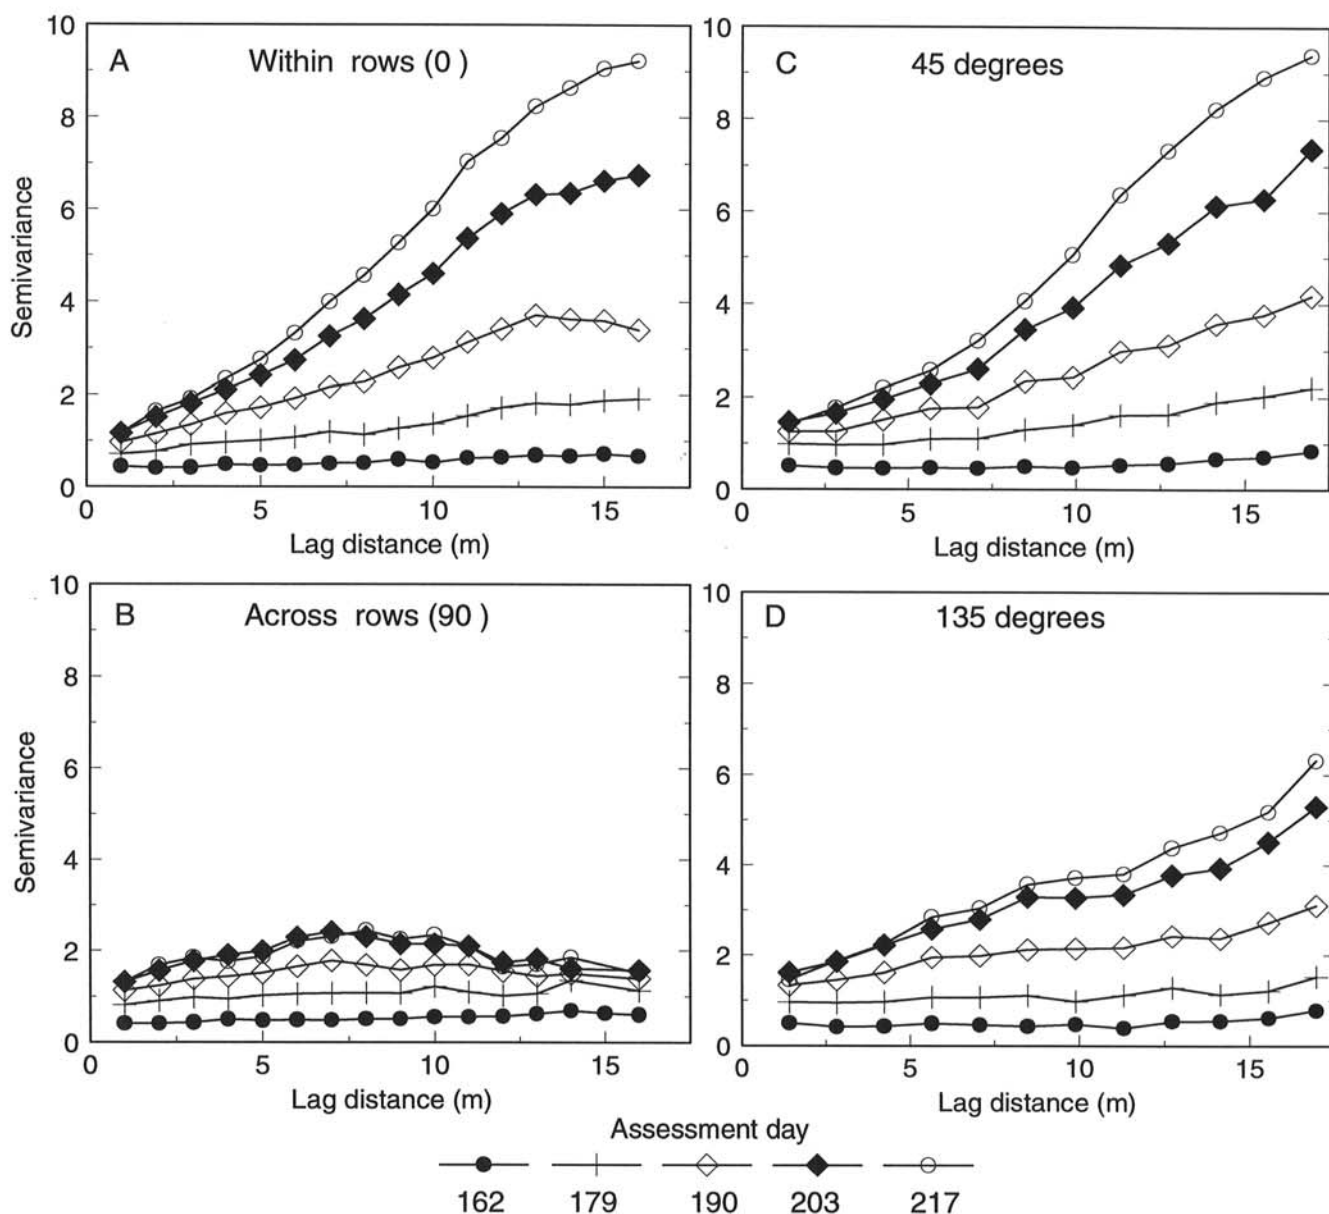 A Within rows (0 )
10
8
6
4
2
0
Semivariance
0 5 10 15
Lag distance (m)
C 45 degrees
10
8
6
4
2
0
0 5 10 15
Lag distance (m)
B Across rows (90 )
10
8
6
4
2
0
Semivariance
0 5 10 15
Lag distance (m)
D 135 degrees
10
8
6
4
2
0
0 5 10 15
Lag distance (m)
Assessment day
162 179 190 203 217